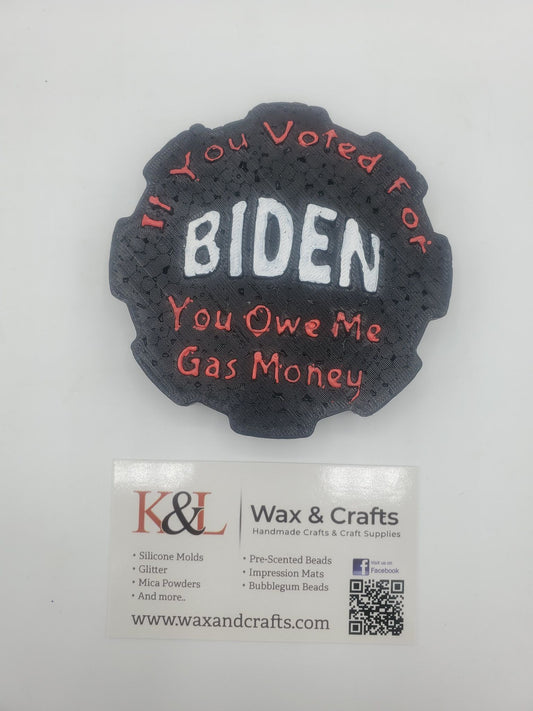 If You Voted For
BIDEN
You Owe Me
Gas Money
K&L
Wax & Crafts
Handmade Crafts & Craft Supplies
• Silicone Molds
• Glitter
• Mica Powders
• And more..
• Pre-Scented Beads
• Impression Mats
• Bubblegum Beads
f
Visit us on
Facebook
www.waxandcrafts.com